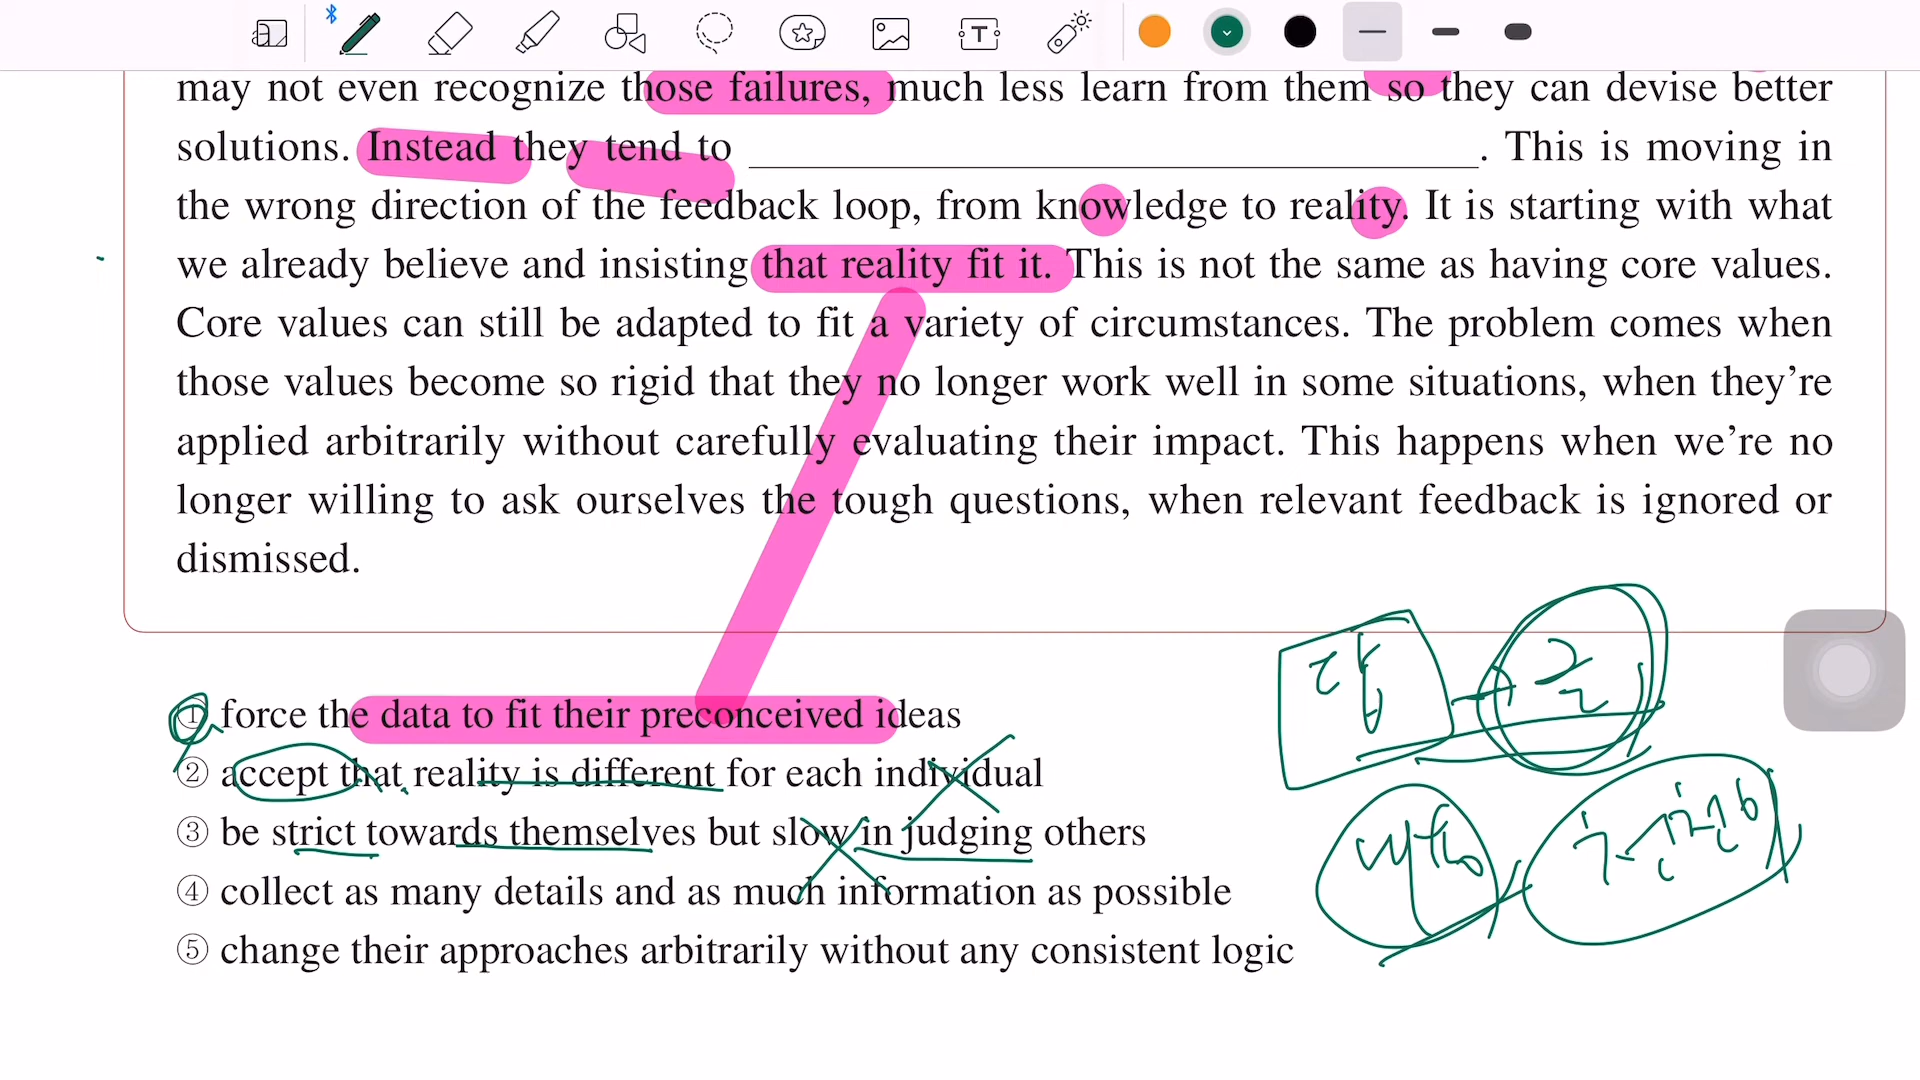 may not even recognize those failures, much less learn from them so they can devise better
solutions. Instead they tend to ______. This is moving in
the wrong direction of the feedback loop, from knowledge to reality. It is starting with what
we already believe and insisting that reality fit it. This is not the same as having core values.
Core values can still be adapted to fit a variety of circumstances. The problem comes when
those values become so rigid that they no longer work well in some situations, when they're
applied arbitrarily without carefully evaluating their impact. This happens when we're no
longer willing to ask ourselves the tough questions, when relevant feedback is ignored or
dismissed.
① force the data to fit their preconceived ideas
② accept that reality is different for each individual
③ be strict towards themselves but slow in judging others
④ collect as many details and as much information as possible
⑤ change their approaches arbitrarily without any consistent logic